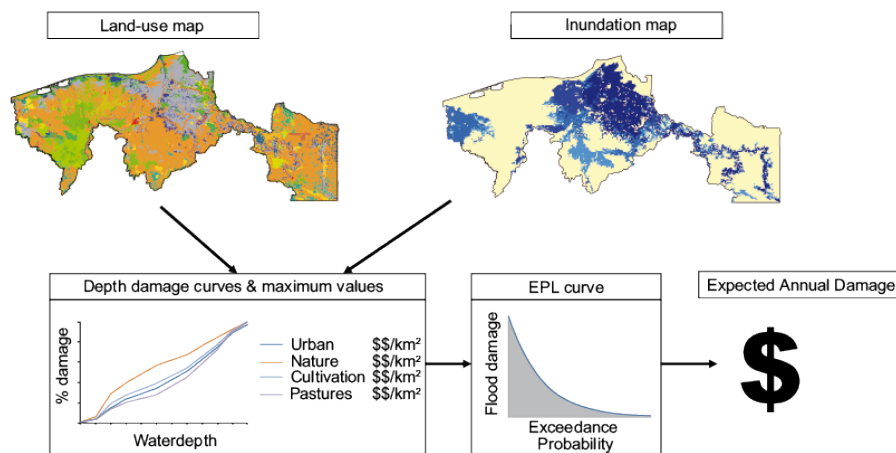 Land-use map
Inundation map
Depth damage curves & maximum values
% damage
Waterdepth
Urban $$/km²
Nature $$/km²
Cultivation $$/km²
Pastures $$/km²
EPL curve
Flood damage
Exceedance
Probability
Expected Annual Damage
$